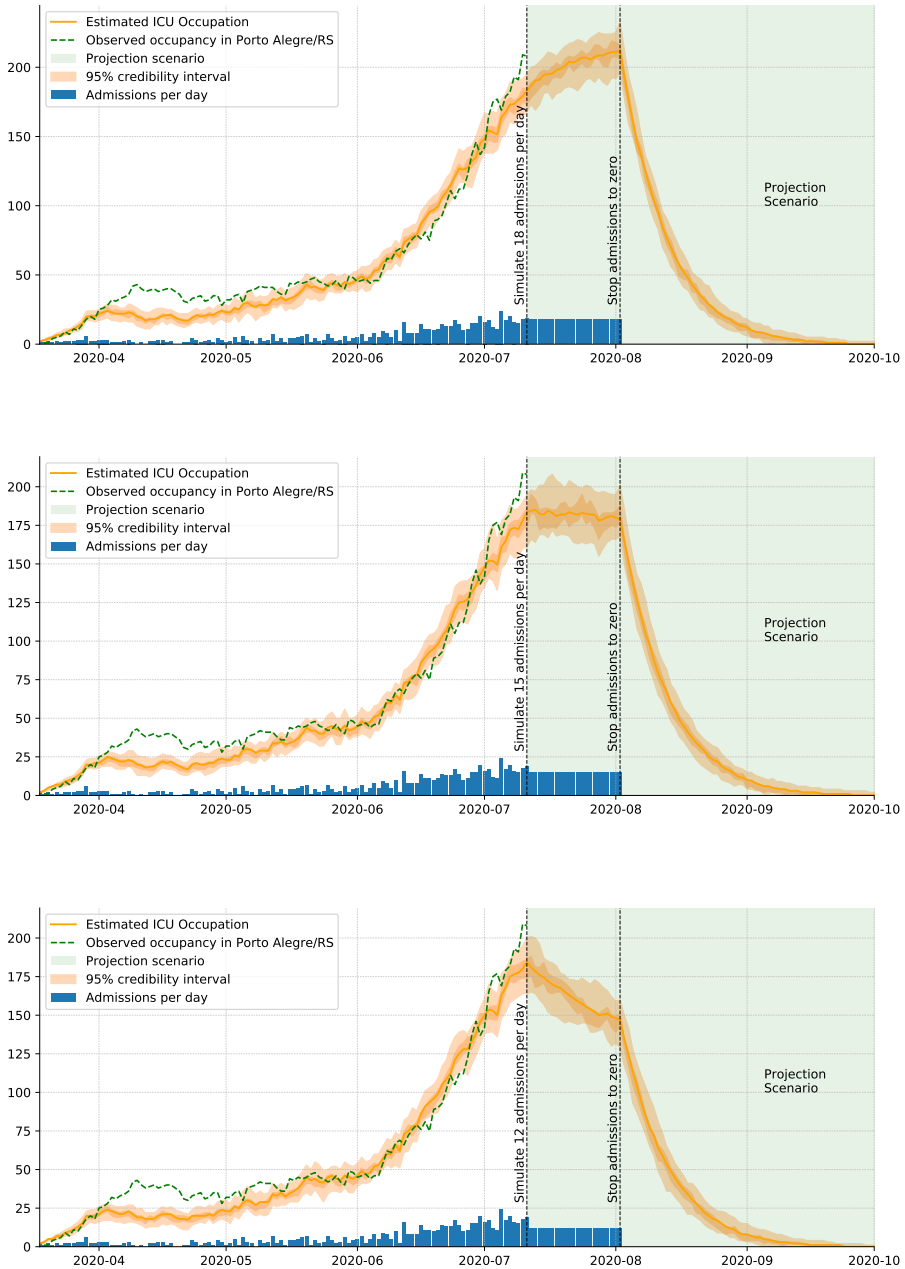 Estimated ICU Occupation
Observed occupancy in Porto Alegre/RS
Projection scenario
95% credibility interval
Admissions per day
200
150
100
50
0
Simulate 18 admissions per day
Stop admissions to zero
Projection
Scenario
2020-04
2020-05
2020-06
2020-07
2020-08
2020-09
2020-10
Estimated ICU Occupation
Observed occupancy in Porto Alegre/RS
Projection scenario
95% credibility interval
Admissions per day
200
175
150
125
100
75
50
25
0
Simulate 15 admissions per day
Stop admissions to zero
Projection
Scenario
2020-04
2020-05
2020-06
2020-07
2020-08
2020-09
2020-10
Estimated ICU Occupation
Observed occupancy in Porto Alegre/RS
Projection scenario
95% credibility interval
Admissions per day
200
175
150
125
100
75
50
25
0
Simulate 12 admissions per day
Stop admissions to zero
Projection
Scenario
2020-04
2020-05
2020-06
2020-07
2020-08
2020-09
2020-10